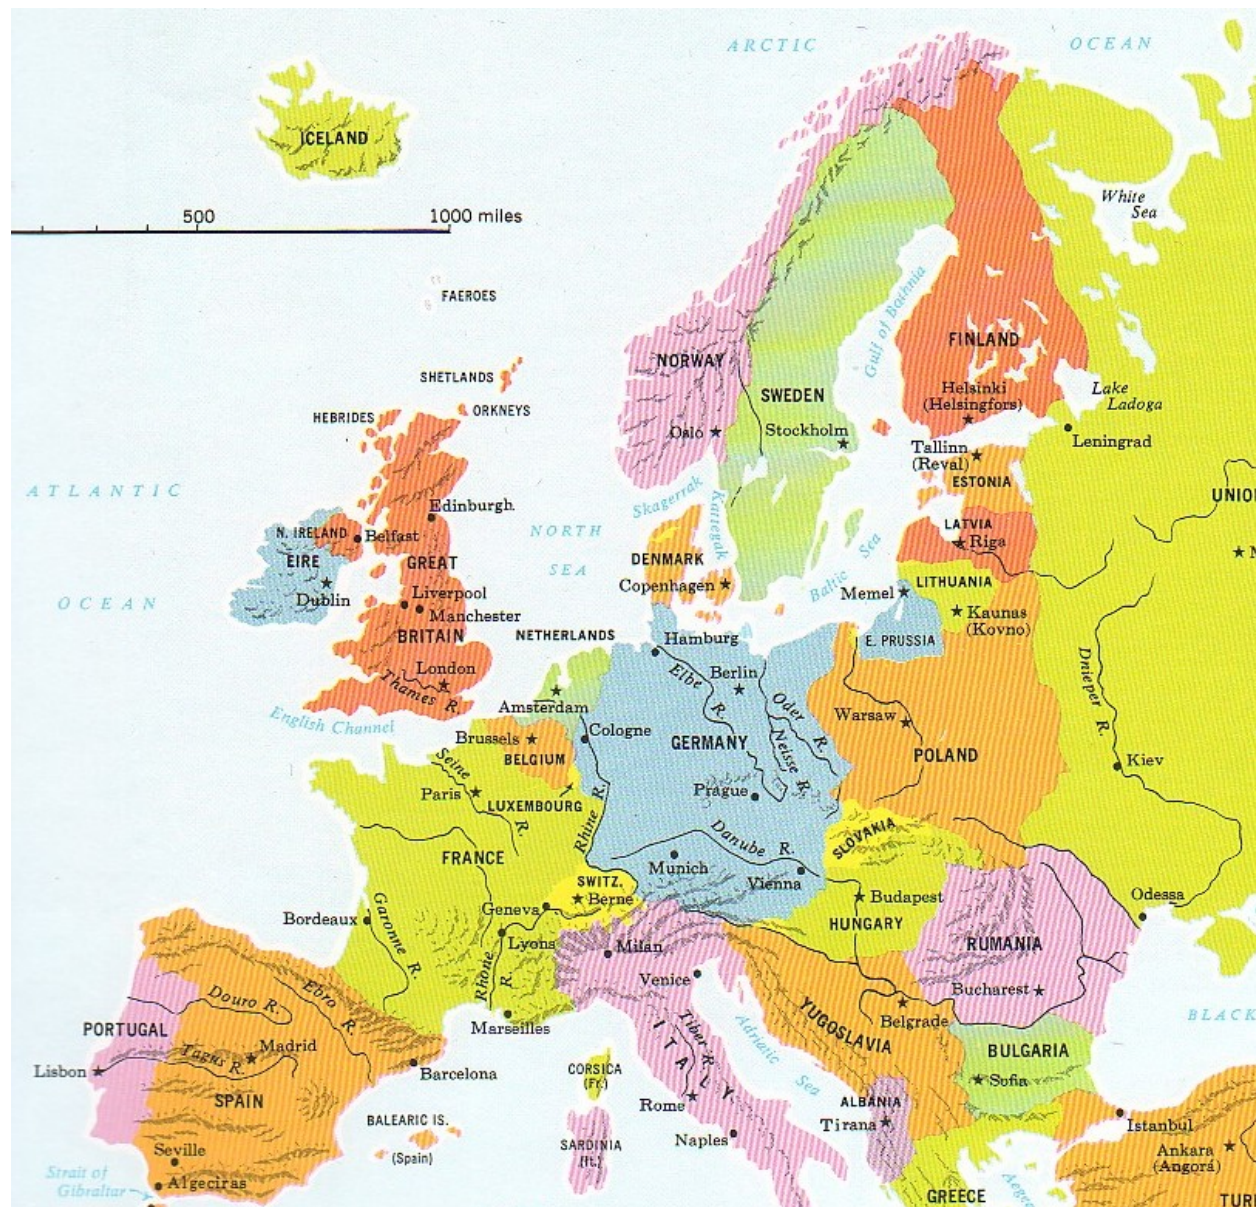 ARCTIC
OCEAN
ICELAND
White
Sea
500
1000 miles
FAEROES
Gulf of Bothnia
NORWAY
FINLAND
SHETLANDS
SWEDEN
Helsinki
(Helsingfors)
Lake
Ladoga
HEBRIDES
ORKNEYS
Oslo
Stockholm
Leningrad
Tallinn
(Reval)
ESTONIA
ATLANTIC
OCEAN
UNION
Skagerrak
Kattegak
Edinburgh.
NORTH
SEA
N. IRELAND
Belfast
LATVIA
Riga
EIRE
GREAT
BRITAIN
DENMARK
Copenhagen
Baltic Sea
LITHUANIA
Memel
Kaunas
(Kovno)
Dublin
Liverpool
Manchester
NETHERLANDS
Hamburg
E. PRUSSIA
London
Thames R.
Berlin
Elbe R.
Oder R.
Dnieper R.
Amsterdam
English Channel
Warsaw
Brussels
BELGIUM
Cologne
GERMANY
Neisse R.
POLAND
Kiev
Seine R.
Paris
LUXEMBOURG
Prague
Rhine R.
Danube R.
SLOVAKIA
FRANCE
Munich
Vienna
SWITZ.
Berne
Geneva
Budapest
HUNGARY
Odessa
Bordeaux
Garonne R.
Lyons
Rhone R.
Milan
Venice
RUMANIA
Bucharest
Douro R.
Ebro R.
Marseilles
YUGOSLAVIA
Belgrade
BLACK
PORTUGAL
Madrid
Tagus R.
Lisbon
Barcelona
ITALY
Tiber R.
Adriatic Sea
BULGARIA
Sofia
CORSICA
(Fr.)
SPAIN
Rome
ALBANIA
Tirana
BALEARIC IS.
(Spain)
SARDINIA
(It.)
Naples
Istanbul
Seville
Ankara
(Angora)
Strait of
Gibraltar
Algeciras
GREECE